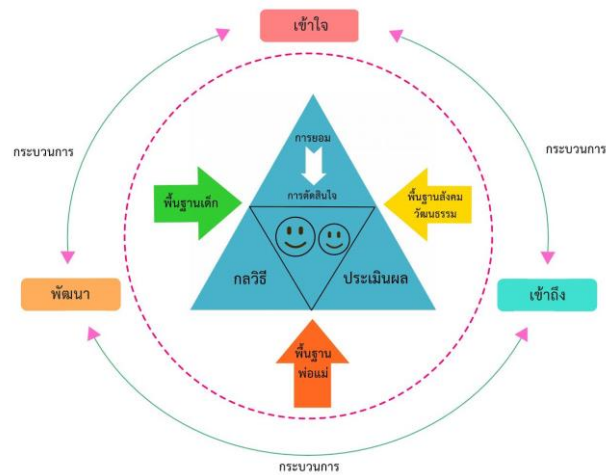 เข้าใจ
กระบวนการ
กระบวนการ
การยอม
การตัดสินใจ
พื้นฐานเด็ก
พื้นฐานสังคม
วัฒนธรรม
กลวิธี
ประเมินผล
พัฒนา
เข้าถึง
พื้นฐาน
พ่อแม่
กระบวนการ